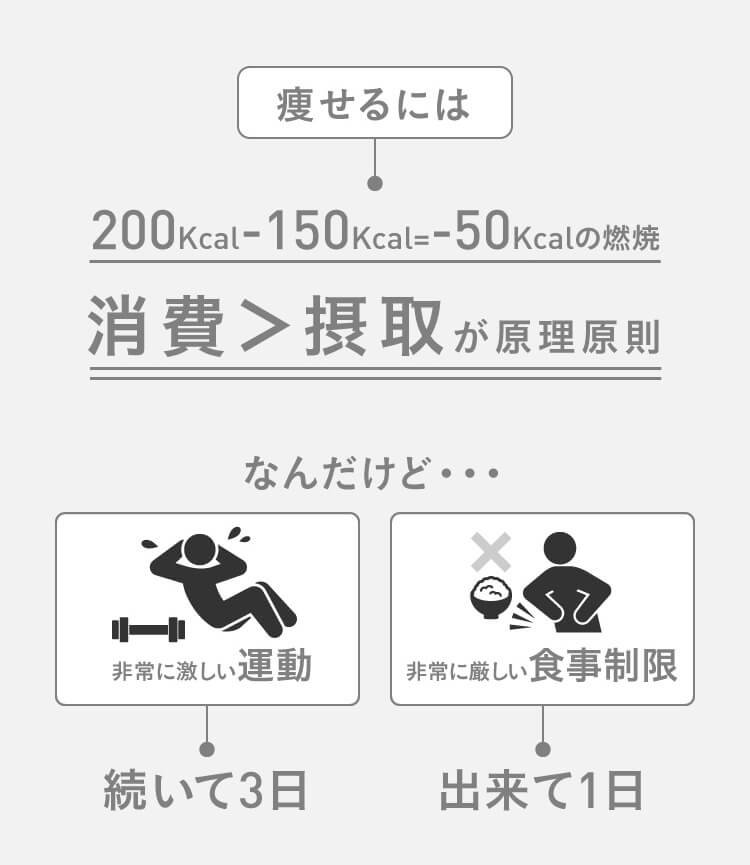 痩せるには
200Kcal-150Kcal=-50Kcalの燃焼
消費＞摂取が原理原則
なんだけど・・・
非常に激しい運動
非常に厳しい食事制限
続いて3日
出来て1日